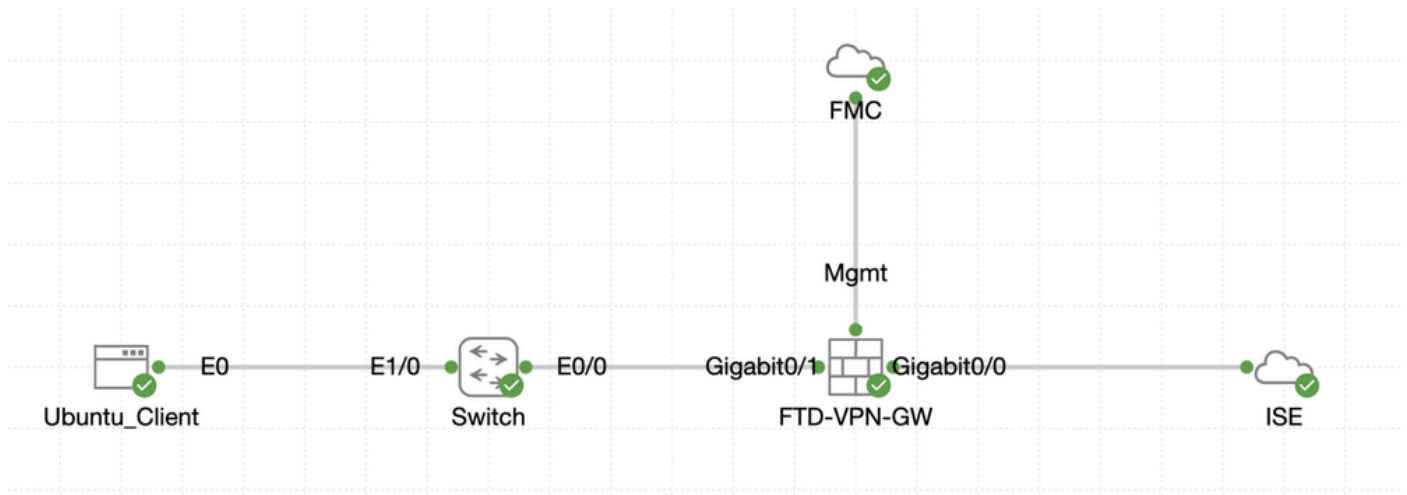 FMC
Mgmt
E0 E1/0 E0/0 Gigabit0/1 Gigabit0/0
Ubuntu_Client Switch FTD-VPN-GW ISE